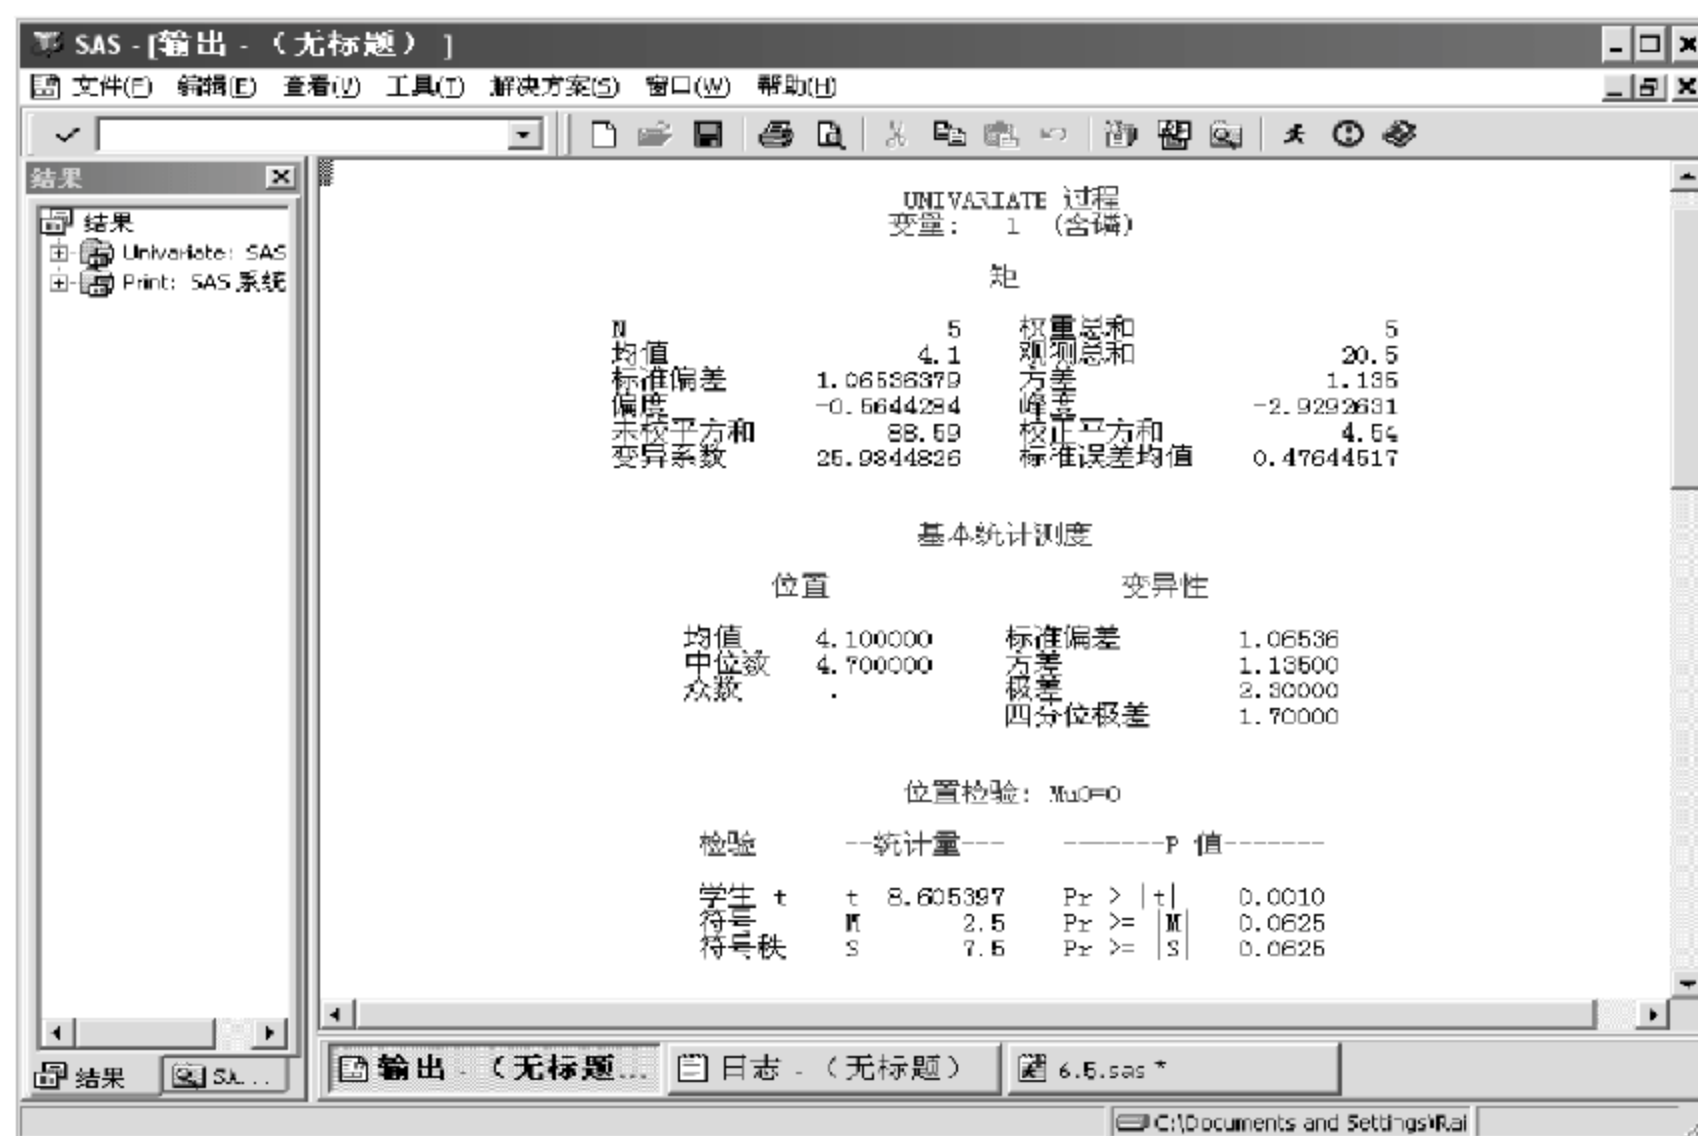 SAS - [输出 - （无标题） ]
文件(F) 编辑(E) 查看(V) 工具(T) 解决方案(S) 窗口(W) 帮助(H)
结果
结果
Univariate: SAS
Print: SAS 系统
UNIVARIATE 过程
变量: 1 (含磷)
矩
N 5 权重总和 5
均值 4.1 观测总和 20.5
标准偏差 1.06536379 方差 1.135
偏度 -0.5644284 峰度 -2.9292631
未校平方和 88.59 校正平方和 4.54
变异系数 25.9844826 标准误差均值 0.47644517
基本统计测度
位置 变异性
均值 4.100000 标准偏差 1.06536
中位数 4.700000 方差 1.13500
众数 . 极差 2.30000
四分位极差 1.70000
位置检验: Mu0=0
检验 --统计量--- -------P 值-------
学生 t t 8.605397 Pr > |t| 0.0010
符号 M 2.5 Pr >= |M| 0.0625
符号秩 S 7.5 Pr >= |S| 0.0625
结果 SA...
输出 - （无标题... 日志 - （无标题） 6.5.sas *
C:\Documents and Settings\Rai